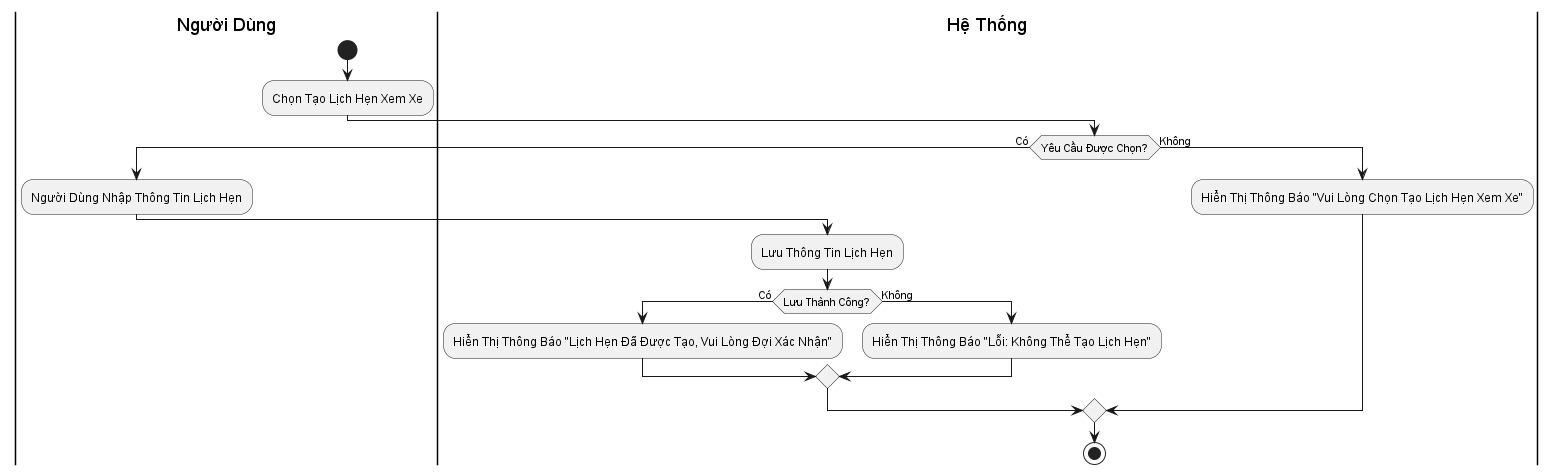 Người Dùng
Hệ Thống
Chọn Tạo Lịch Hẹn Xem Xe
Có
Yêu Cầu Được Chọn?
Không
Người Dùng Nhập Thông Tin Lịch Hẹn
Hiển Thị Thông Báo "Vui Lòng Chọn Tạo Lịch Hẹn Xem Xe"
Lưu Thông Tin Lịch Hẹn
Có
Lưu Thành Công?
Không
Hiển Thị Thông Báo "Lịch Hẹn Đã Được Tạo, Vui Lòng Đợi Xác Nhận"
Hiển Thị Thông Báo "Lỗi: Không Thể Tạo Lịch Hẹn"